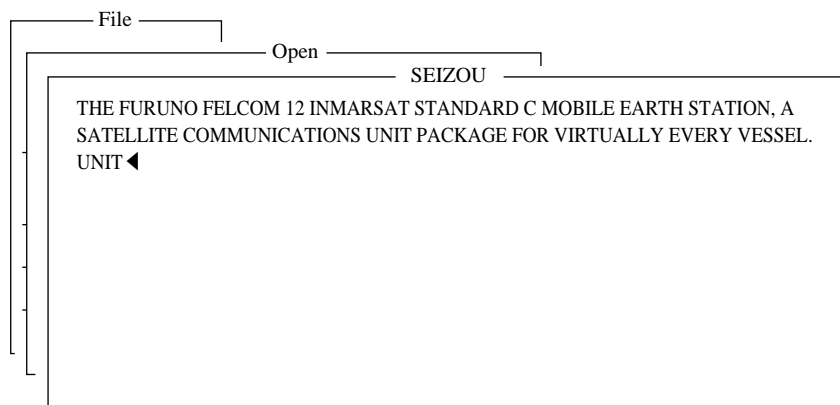 File
Open
SEIZOU
THE FURUNO FELCOM 12 INMARSAT STANDARD C MOBILE EARTH STATION, A
SATELLITE COMMUNICATIONS UNIT PACKAGE FOR VIRTUALLY EVERY VESSEL.
UNIT